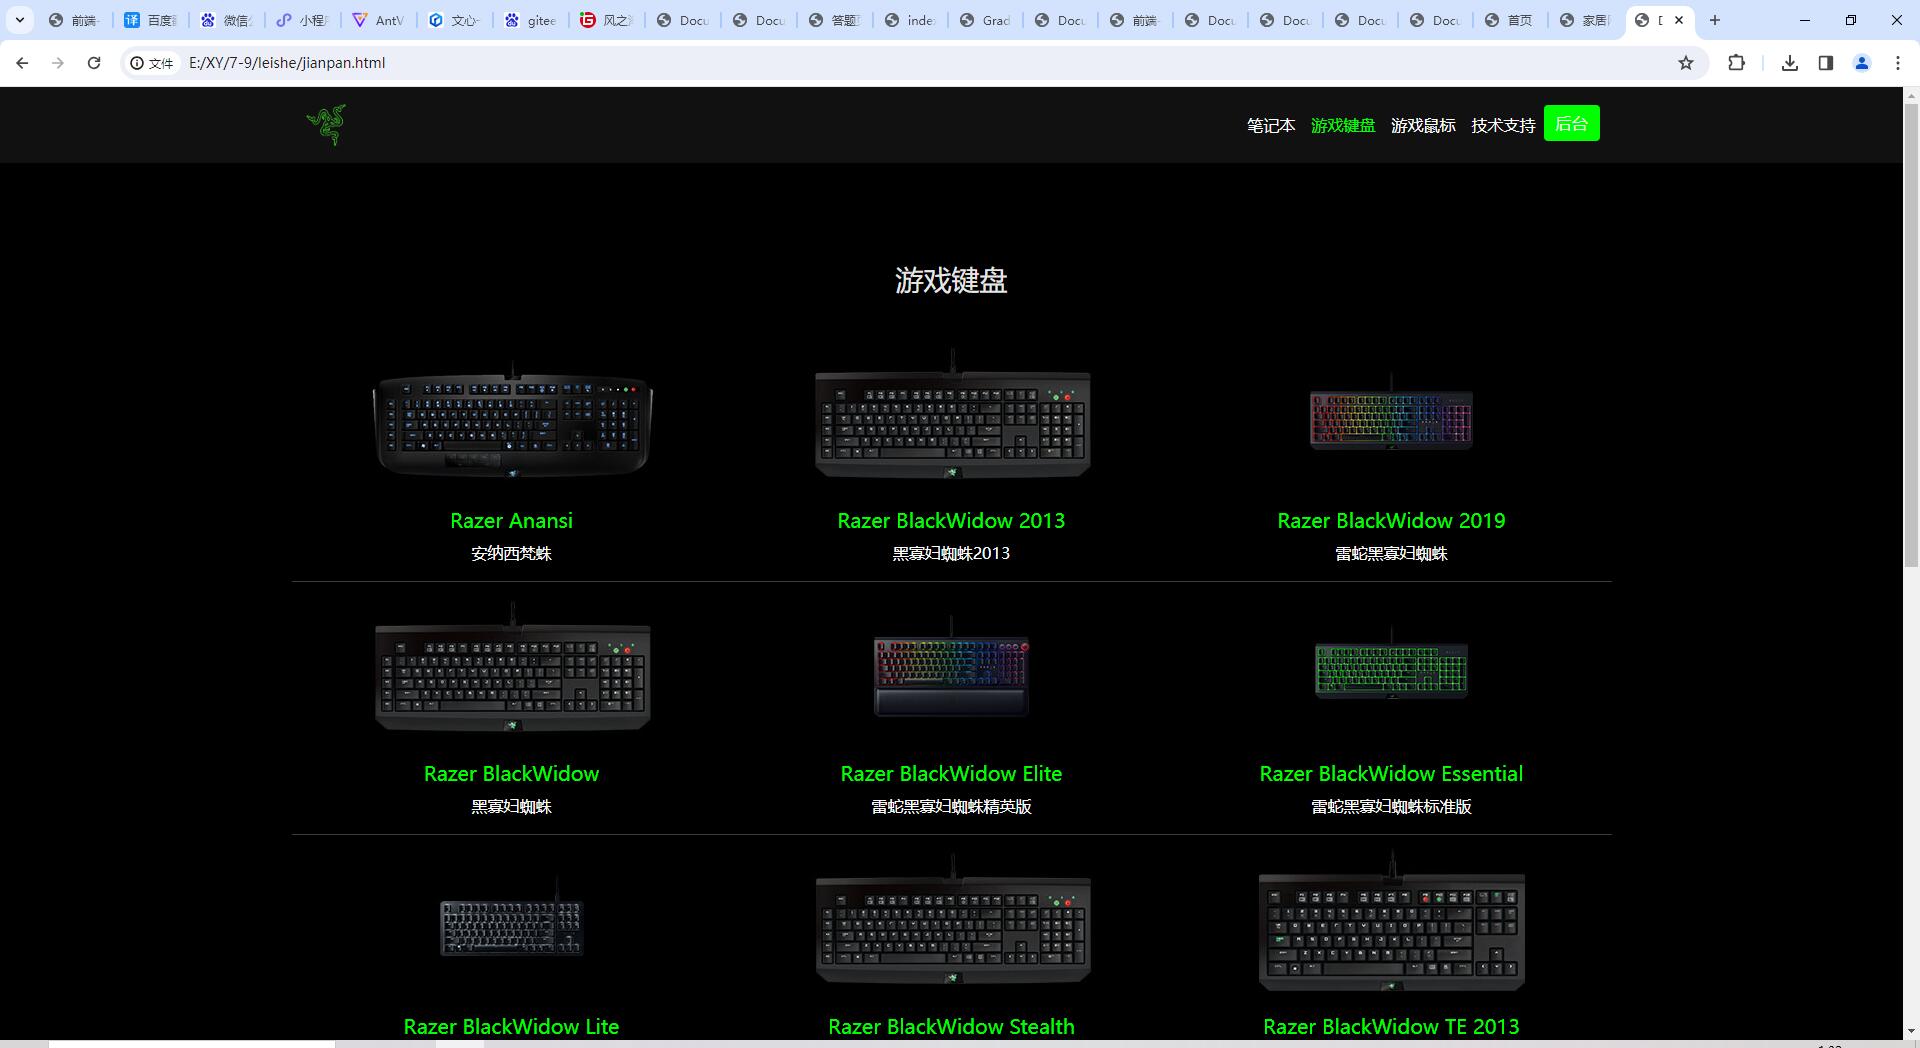 前端-
百度翻
微信公
小程序
AntV
文心一
gitee
风之
Docu
Docu
答题
index
Grad
Docu
前端-
Docu
Docu
Docu
Docu
首页
家居
文件
E:/XY/7-9/leishe/jianpan.html
笔记本
游戏键盘
游戏鼠标
技术支持
后台
游戏键盘
Razer Anansi
Razer BlackWidow 2013
Razer BlackWidow 2019
安纳西梵蛛
黑寡妇蜘蛛2013
雷蛇黑寡妇蜘蛛
Razer BlackWidow
Razer BlackWidow Elite
Razer BlackWidow Essential
黑寡妇蜘蛛
雷蛇黑寡妇蜘蛛精英版
雷蛇黑寡妇蜘蛛标准版
Razer BlackWidow Lite
Razer BlackWidow Stealth
Razer BlackWidow TE 2013